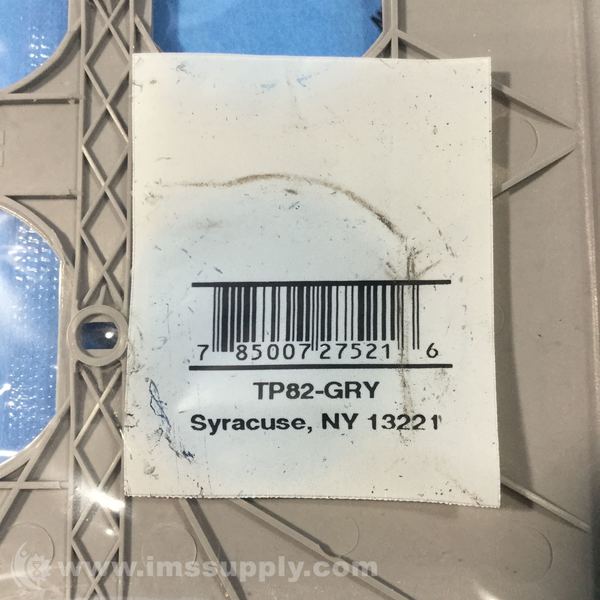 7 85007 27521 6
TP82-GRY
Syracuse, NY 13221
www.imssupply.com